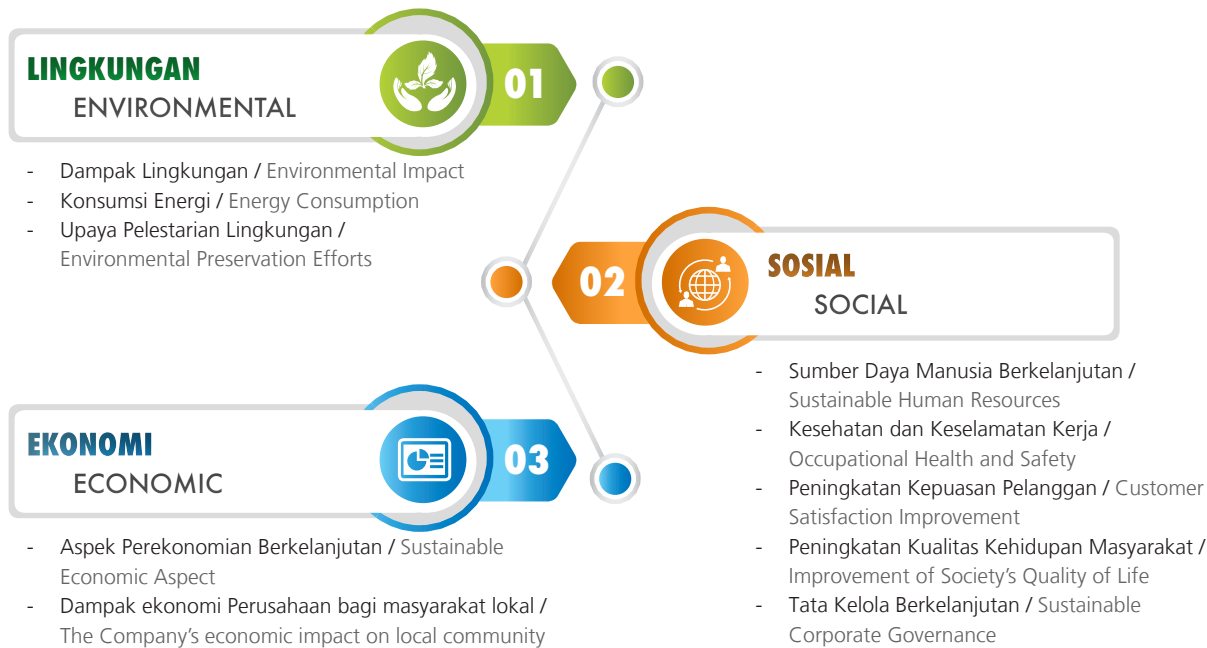 LINGKUNGAN
ENVIRONMENTAL
01
- Dampak Lingkungan / Environmental Impact
- Konsumsi Energi / Energy Consumption
- Upaya Pelestarian Lingkungan /
Environmental Preservation Efforts
02
SOSIAL
SOCIAL
- Sumber Daya Manusia Berkelanjutan /
Sustainable Human Resources
- Kesehatan dan Keselamatan Kerja /
Occupational Health and Safety
- Peningkatan Kepuasan Pelanggan / Customer
Satisfaction Improvement
- Peningkatan Kualitas Kehidupan Masyarakat /
Improvement of Society's Quality of Life
- Tata Kelola Berkelanjutan / Sustainable
Corporate Governance
EKONOMI
ECONOMIC
03
- Aspek Perekonomian Berkelanjutan / Sustainable
Economic Aspect
- Dampak ekonomi Perusahaan bagi masyarakat lokal /
The Company's economic impact on local community